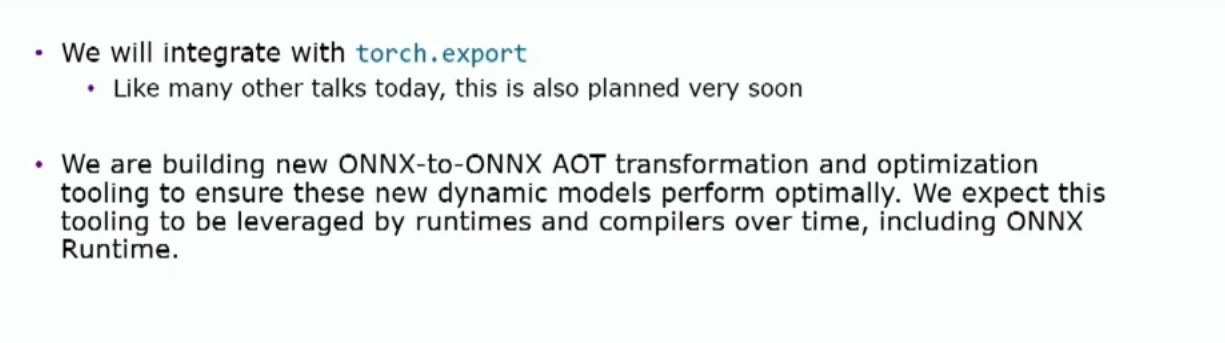 • We will integrate with torch.export
• Like many other talks today, this is also planned very soon
• We are building new ONNX-to-ONNX AOT transformation and optimization
tooling to ensure these new dynamic models perform optimally. We expect this
tooling to be leveraged by runtimes and compilers over time, including ONNX
Runtime.